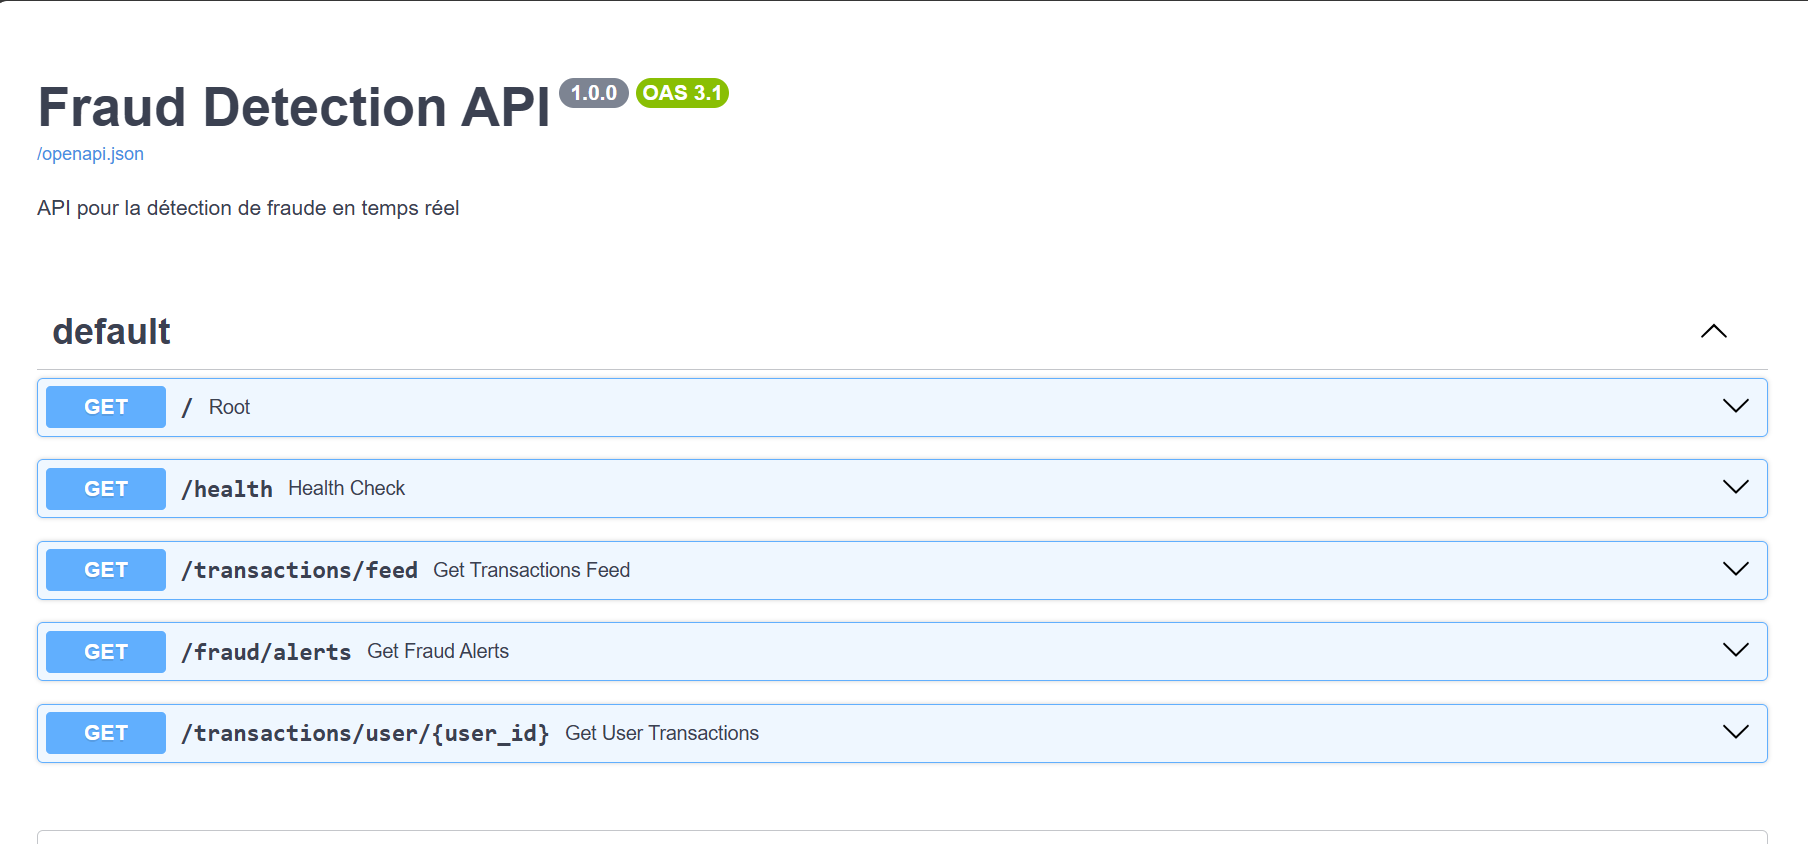 Fraud Detection API 1.0.0 OAS 3.1
/openapi.json
API pour la détection de fraude en temps réel
default
GET / Root
GET /health Health Check
GET /transactions/feed Get Transactions Feed
GET /fraud/alerts Get Fraud Alerts
GET /transactions/user/{user_id} Get User Transactions